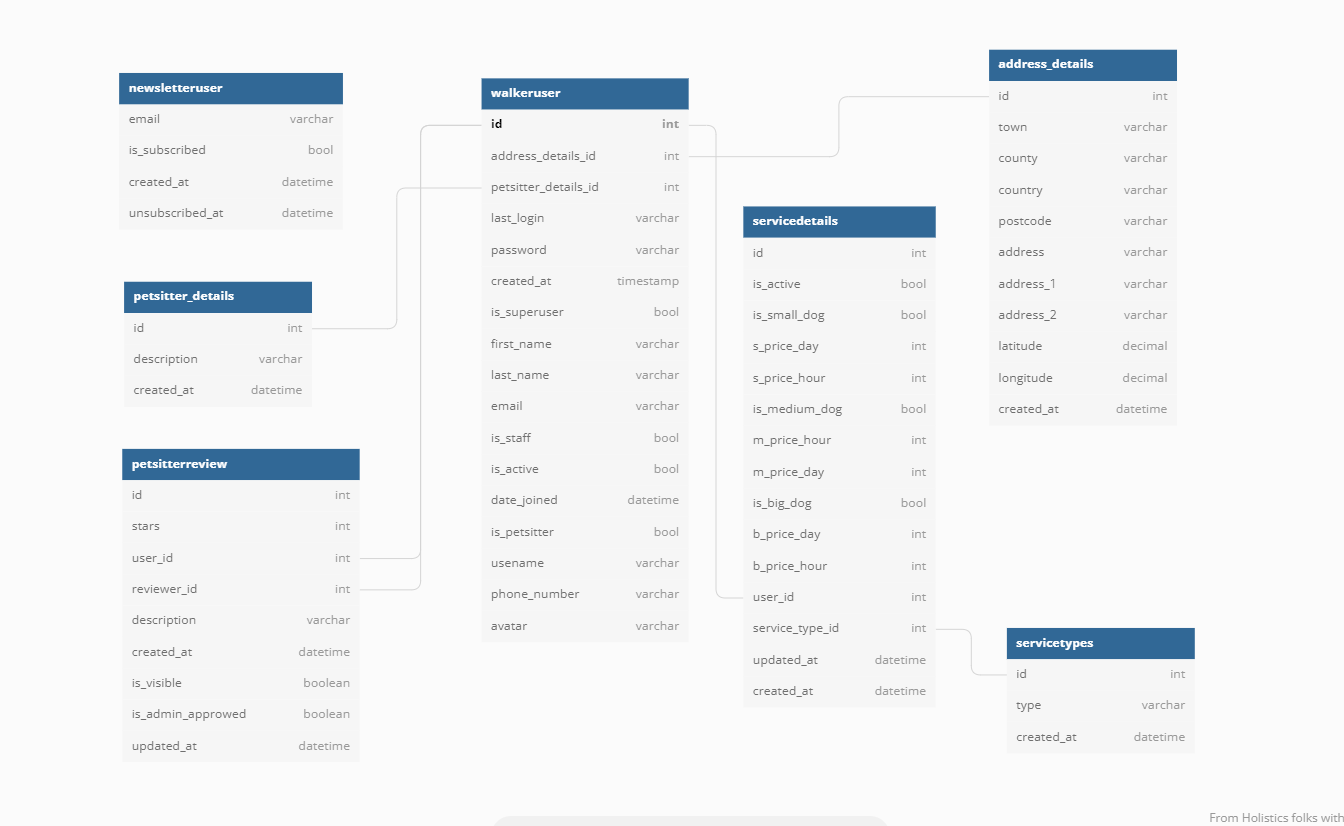 newsletteruser
email varchar
is_subscribed bool
created_at datetime
unsubscribed_at datetime
petsitter_details
id int
description varchar
created_at datetime
petsitterreview
id int
stars int
user_id int
reviewer_id int
description varchar
created_at datetime
is_visible boolean
is_admin_approwed boolean
updated_at datetime
walkeruser
id int
address_details_id int
petsitter_details_id int
last_login varchar
password varchar
created_at timestamp
is_superuser bool
first_name varchar
last_name varchar
email varchar
is_staff bool
is_active bool
date_joined datetime
is_petsitter bool
usename varchar
phone_number varchar
avatar varchar
servicedetails
id int
is_active bool
is_small_dog bool
s_price_day int
s_price_hour int
is_medium_dog bool
m_price_hour int
m_price_day int
is_big_dog bool
b_price_day int
b_price_hour int
user_id int
service_type_id int
updated_at datetime
created_at datetime
address_details
id int
town varchar
county varchar
country varchar
postcode varchar
address varchar
address_1 varchar
address_2 varchar
latitude decimal
longitude decimal
created_at datetime
servicetypes
id int
type varchar
created_at datetime
From Holistics folks with